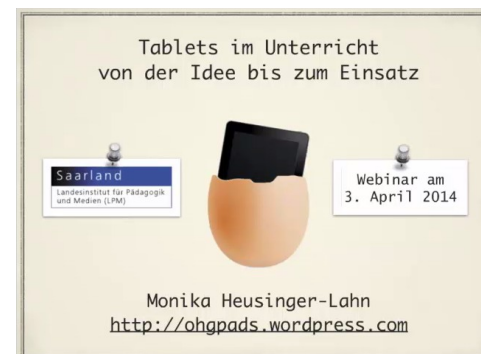 Tablets im Unterricht
von der Idee bis zum Einsatz
Saarland
Landesinstitut für Pädagogik
und Medien (LPM)
Webinar am
3. April 2014
Monika Heusinger-Lahn
http://ohgpads.wordpress.com